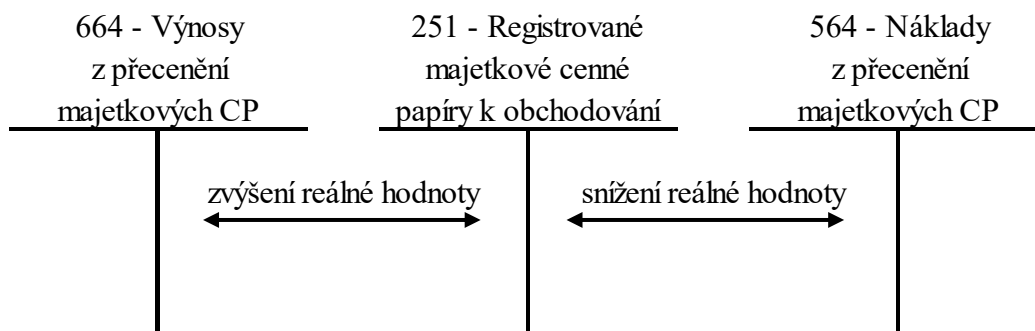 664 - Výnosy
z přecenění
majetkových CP
251 - Registrované
majetkové cenné
papíry k obchodování
564 - Náklady
z přecenění
majetkových CP
zvýšení reálné hodnoty
snížení reálné hodnoty